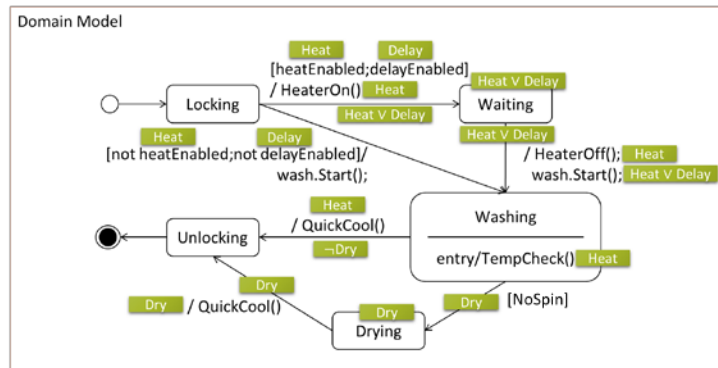 Domain Model
Heat Delay
[heatEnabled;delayEnabled]
/ HeaterOn() Heat
Heat V Delay
Locking
Heat V Delay
Waiting
Heat V Delay
Heat Delay
[not heatEnabled;not delayEnabled]/
wash.Start();
/ HeaterOff(); Heat
wash.Start(); Heat V Delay
Heat
/ QuickCool()
¬Dry
Unlocking
Washing
entry/TempCheck() Heat
Dry
Dry / QuickCool()
Dry
Drying
Dry [NoSpin]